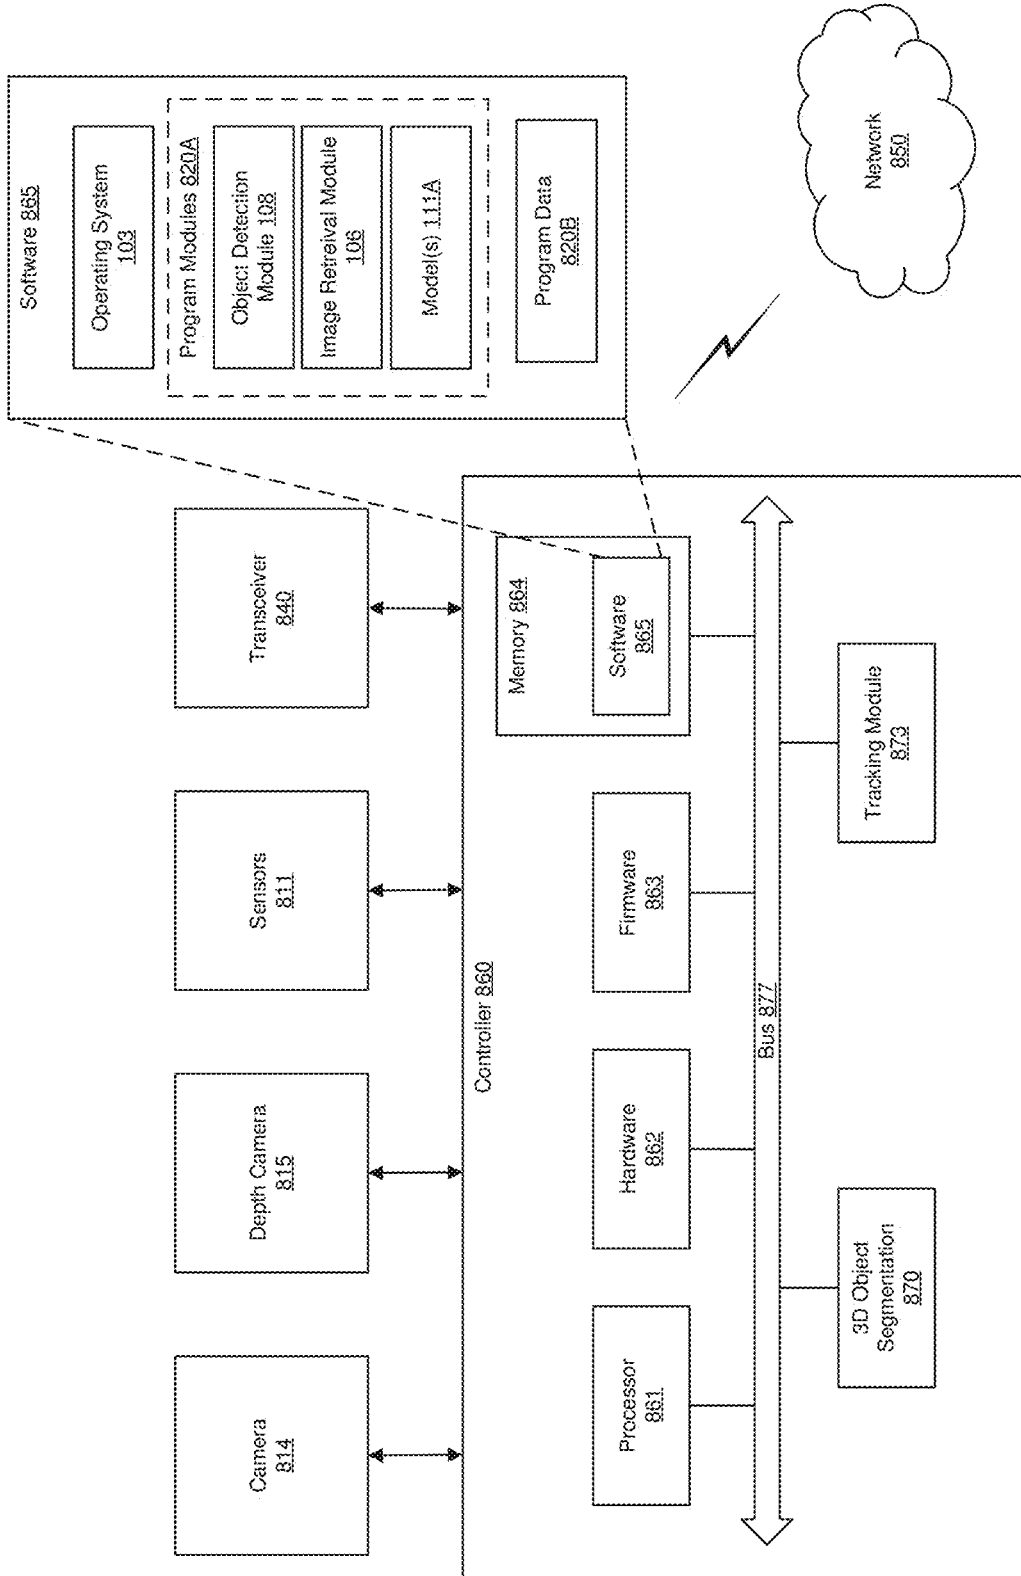 Software 865
Operating System
103
Program Modules 820A
Object Detection
Module 108
Image Retreival Module
106
Model(s) 111A
Program Data
820B
Network
850
Camera
814
Depth Camera
815
Sensors
811
Transceiver
840
Controller 860
Processor
861
Hardware
862
Firmware
863
Memory 864
Software
865
Bus 877
3D Object
Segmentation
870
Tracking Module
873